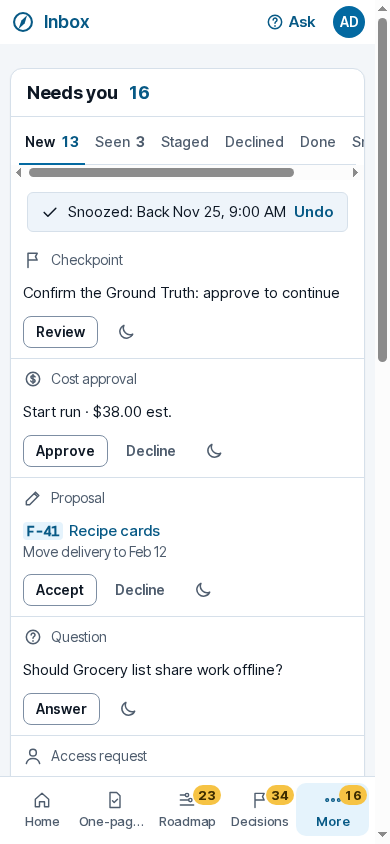 Inbox
Ask
AD
Needs you 16
New 13 Seen 3 Staged Declined Done
Snoozed: Back Nov 25, 9:00 AM Undo
Checkpoint
Confirm the Ground Truth: approve to continue
Review
Cost approval
Start run · $38.00 est.
Approve Decline
Proposal
F-41 Recipe cards
Move delivery to Feb 12
Accept Decline
Question
Should Grocery list share work offline?
Answer
Access request
23 34 16
Home One-pag… Roadmap Decisions More